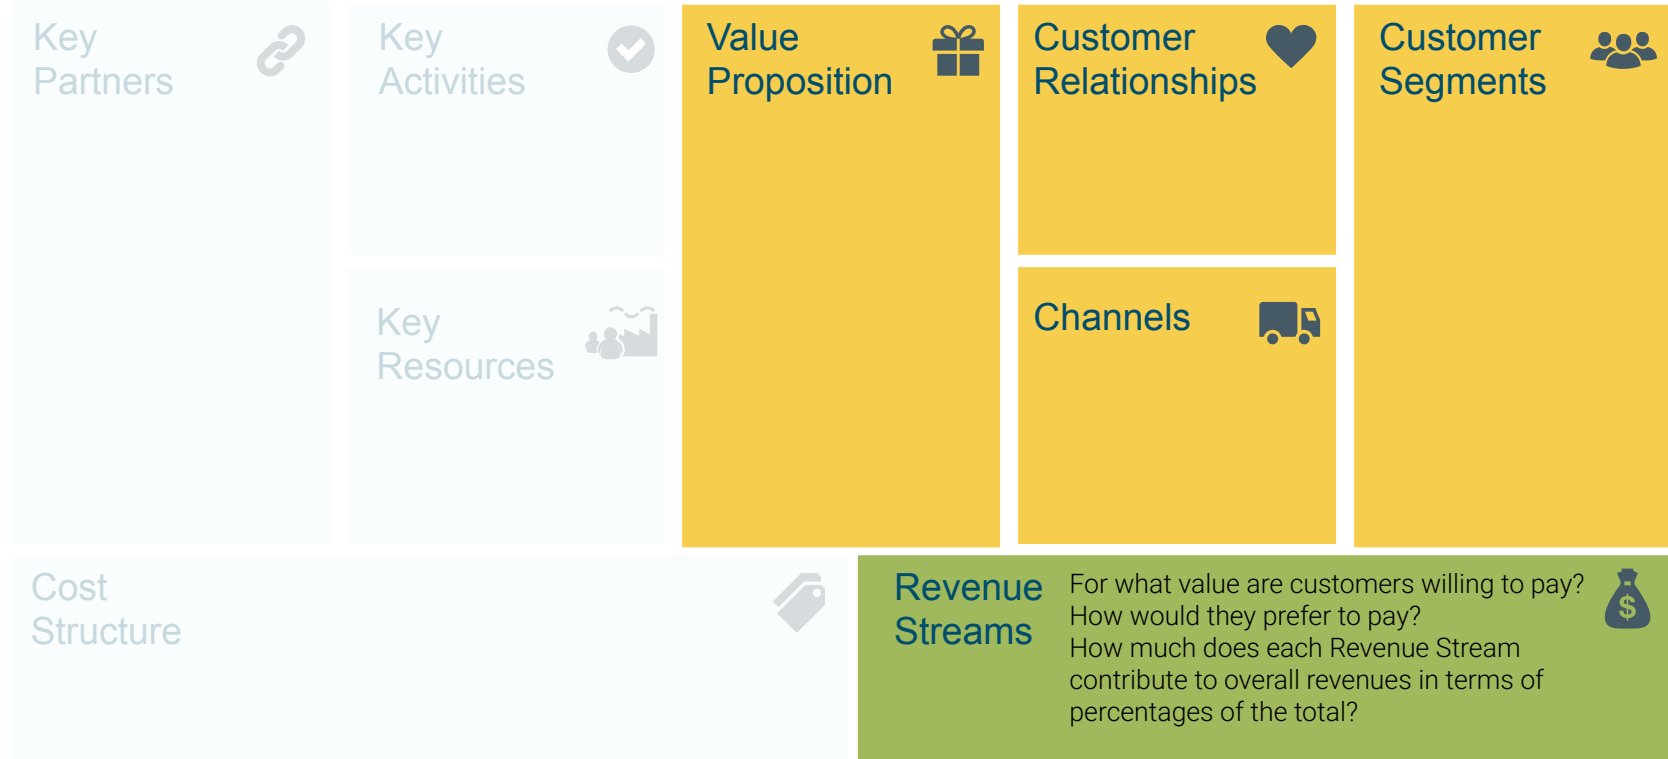 Key
Partners
Key
Activities
Value
Proposition
Customer
Relationships
Customer
Segments
Key
Resources
Channels
Cost
Structure
Revenue
Streams
For what value are customers willing to pay?
How would they prefer to pay?
How much does each Revenue Stream
contribute to overall revenues in terms of
percentages of the total?
$